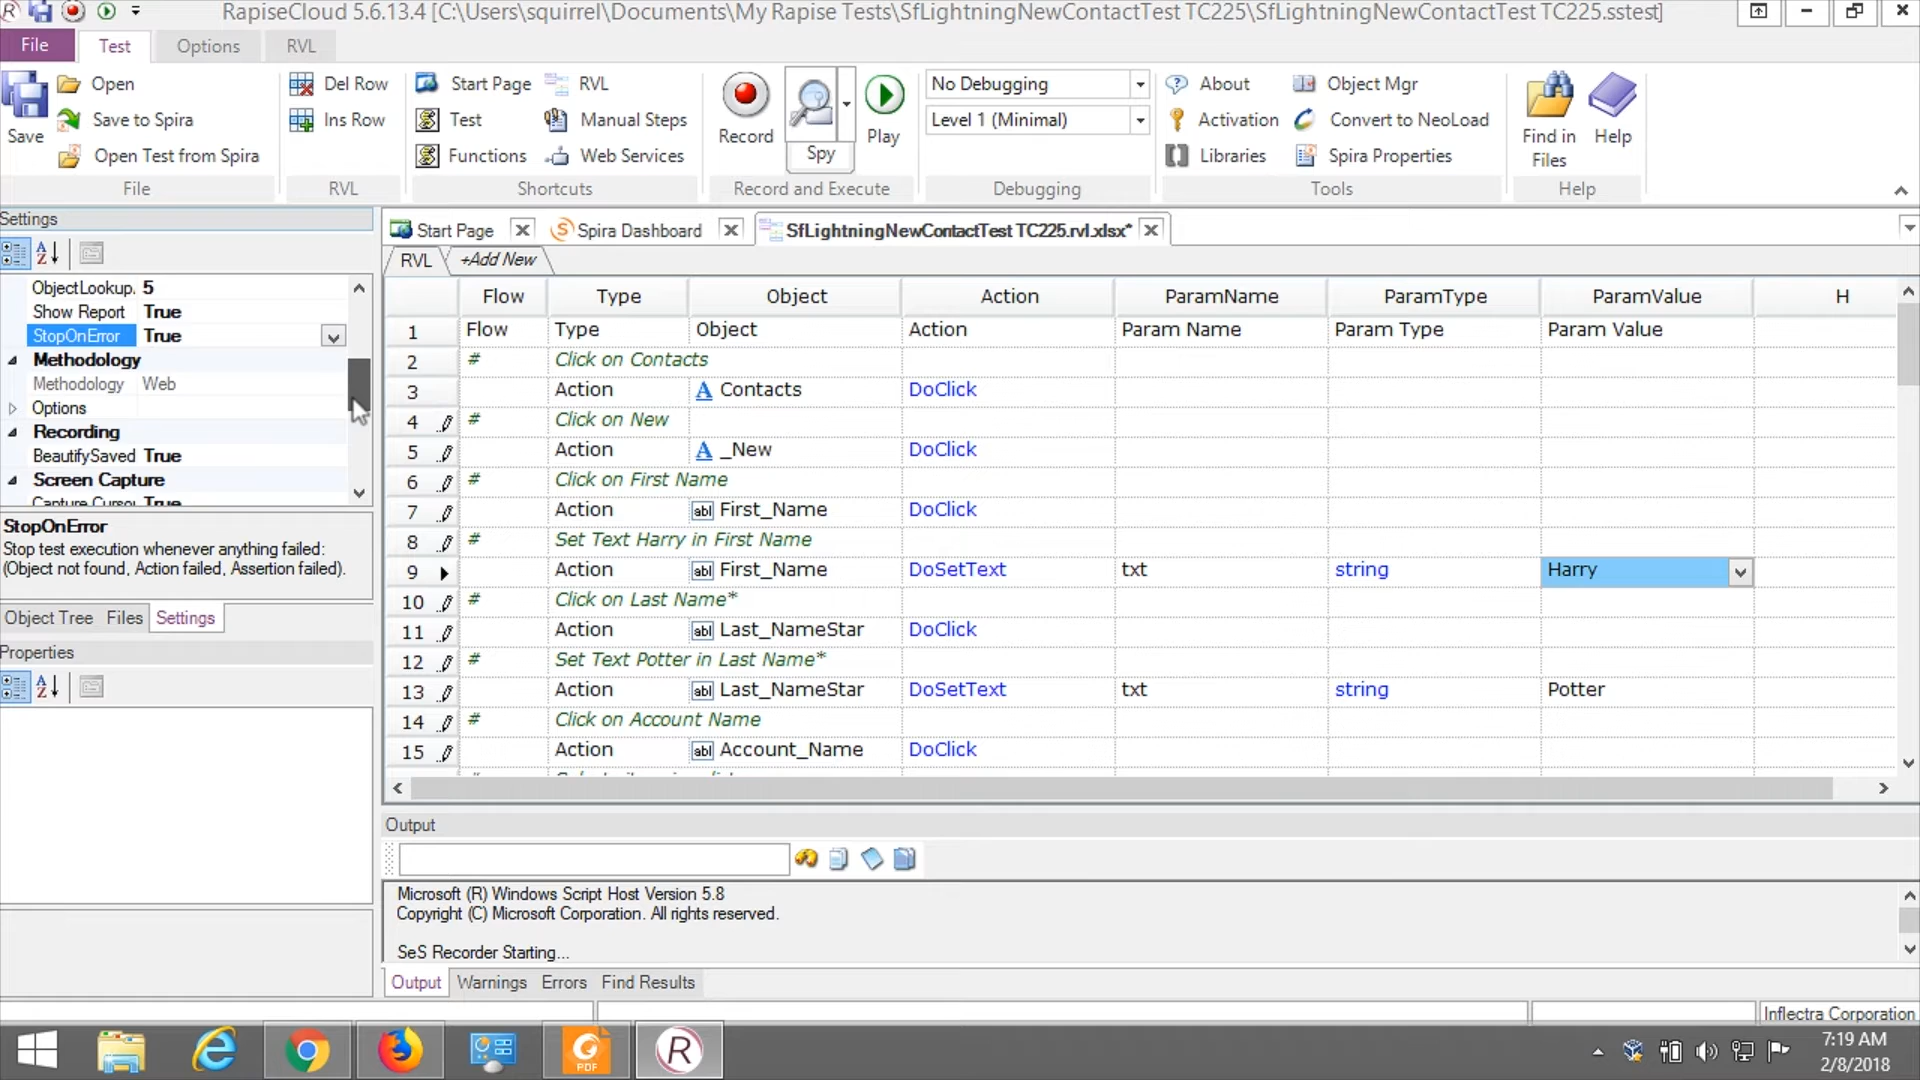 RapiseCloud 5.6.13.4 [C:\Users\squirrel\Documents\My Rapise Tests\SfLightningNewContactTest TC225\SfLightningNewContactTest TC225.sstest]
File Test Options RVL
Save
Open
Save to Spira
Open Test from Spira
File
Del Row
Ins Row
RVL
Start Page RVL
Test Manual Steps
Functions Web Services
Shortcuts
Record Spy Play
Record and Execute
No Debugging
Level 1 (Minimal)
Debugging
About Object Mgr
Activation Convert to NeoLoad
Libraries Spira Properties
Tools
Find in Files
Help
Help
Settings
ObjectLookup. 5
Show Report True
StopOnError True
Methodology
Methodology Web
Options
Recording
BeautifySaved True
Screen Capture
Capture Cursor True
StopOnError
Stop test execution whenever anything failed:
(Object not found, Action failed, Assertion failed).
Object Tree Files Settings
Properties
Start Page Spira Dashboard SfLightningNewContactTest TC225.rvl.xlsx*
RVL +Add New
Flow Type Object Action ParamName ParamType ParamValue H
1 Flow Type Object Action Param Name Param Type Param Value
2 # Click on Contacts
3 Action A Contacts DoClick
4 # Click on New
5 Action A _New DoClick
6 # Click on First Name
7 Action abl First_Name DoClick
8 # Set Text Harry in First Name
9 Action abl First_Name DoSetText txt string Harry
10 # Click on Last Name*
11 Action abl Last_NameStar DoClick
12 # Set Text Potter in Last Name*
13 Action abl Last_NameStar DoSetText txt string Potter
14 # Click on Account Name
15 Action abl Account_Name DoClick
Output
Microsoft (R) Windows Script Host Version 5.8
Copyright (C) Microsoft Corporation. All rights reserved.
SeS Recorder Starting...
Output Warnings Errors Find Results
Inflectra Corporation
PDF
R
7:19 AM
2/8/2018